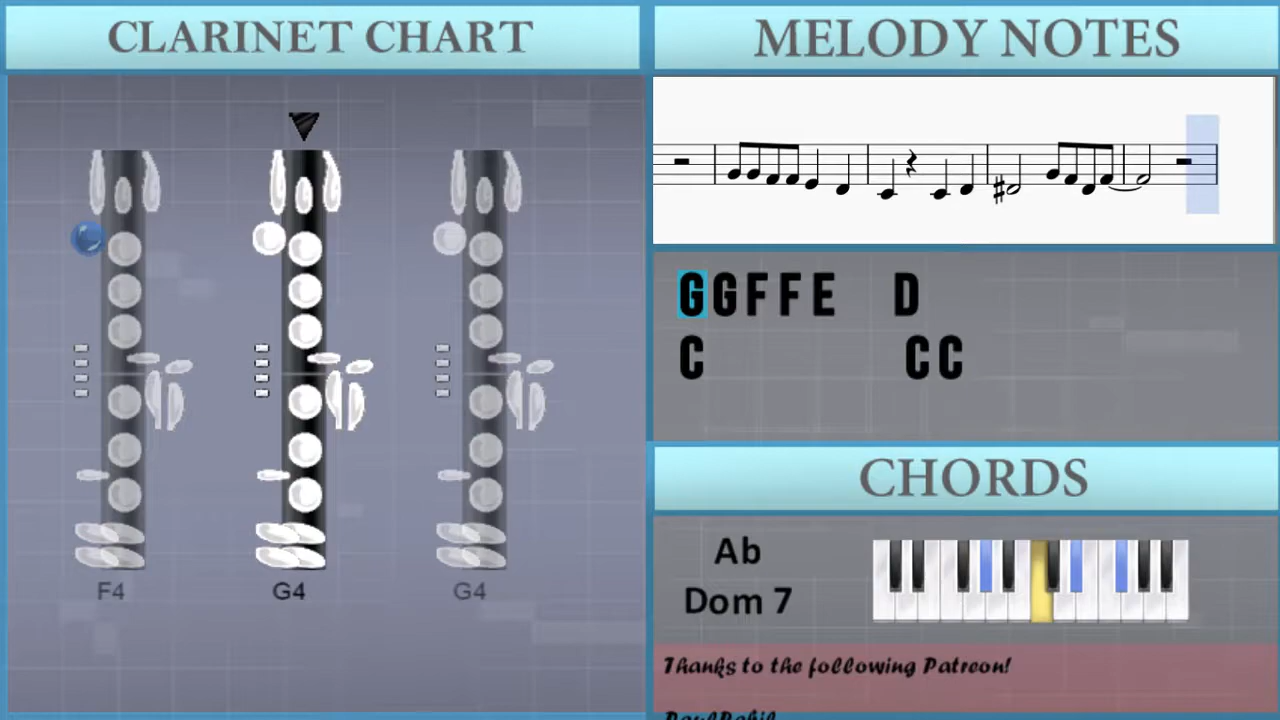 CLARINET CHART
F4 G4 G4
MELODY NOTES
GGFFE D
C CC
CHORDS
Ab
Dom 7
Thanks to the following Patreon!